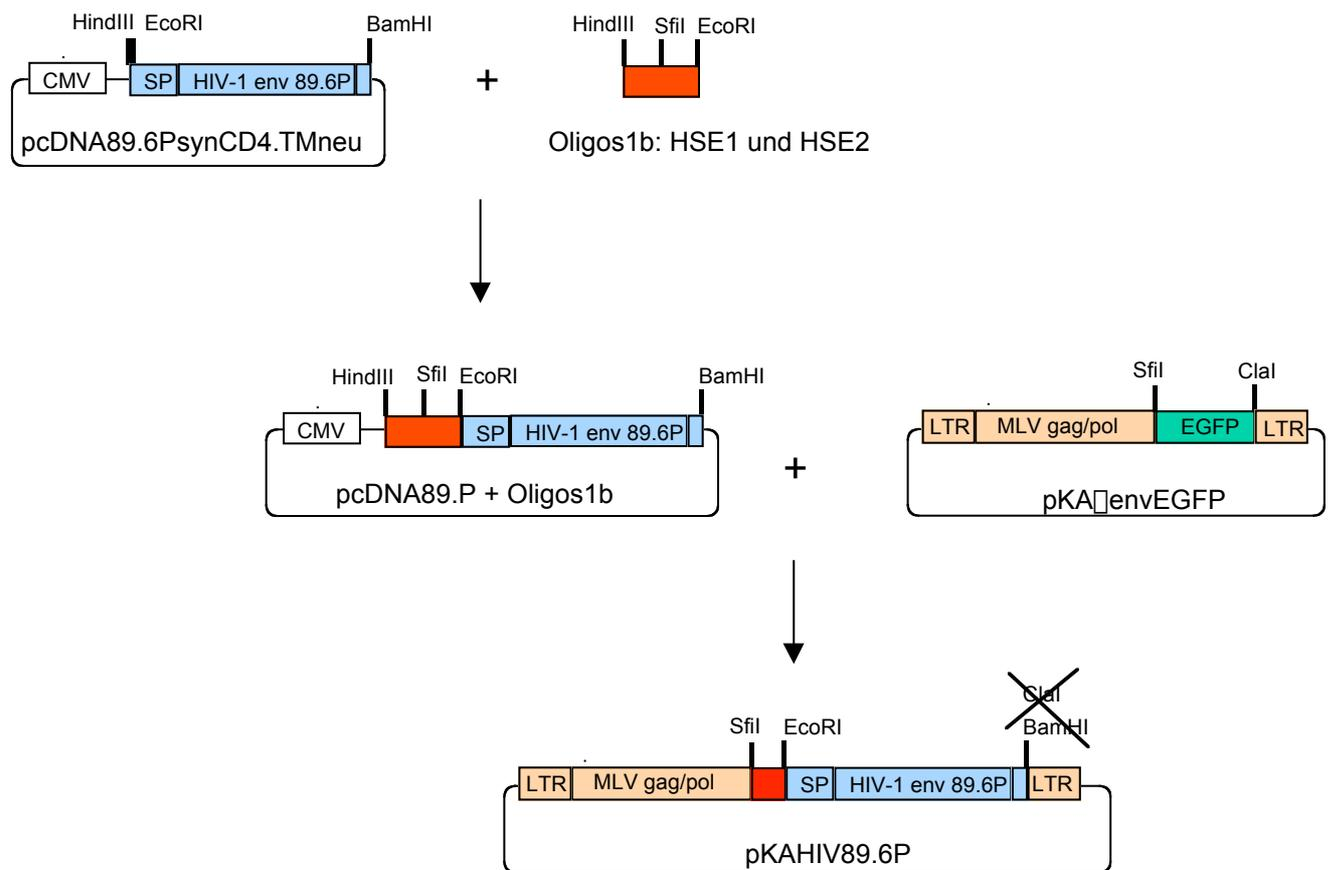 HindIII EcoRI BamHI
HindIII SfiI EcoRI
CMV SP HIV-1 env 89.6P
+
pcDNA89.6PsynCD4.TMneu
Oligos1b: HSE1 und HSE2
HindIII SfiI EcoRI BamHI
SfiI ClaI
CMV SP HIV-1 env 89.6P
LTR MLV gag/pol EGFP LTR
+
pcDNA89.P + Oligos1b
pKA▯envEGFP
ClaI
SfiI EcoRI BamHI
LTR MLV gag/pol SP HIV-1 env 89.6P LTR
pKAHIV89.6P